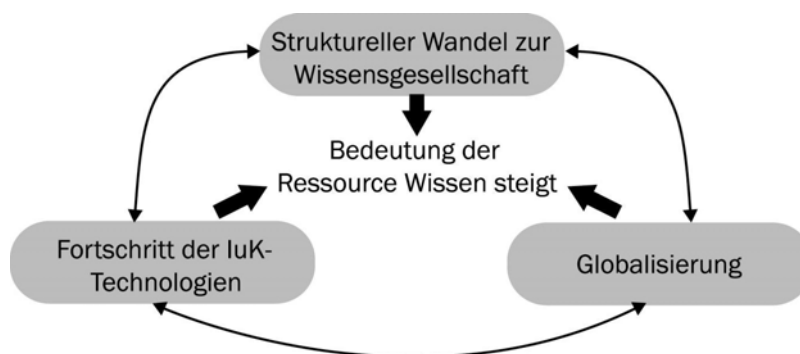 Struktureller Wandel zur
Wissensgesellschaft
Bedeutung der
Ressource Wissen steigt
Fortschritt der IuK-
Technologien
Globalisierung